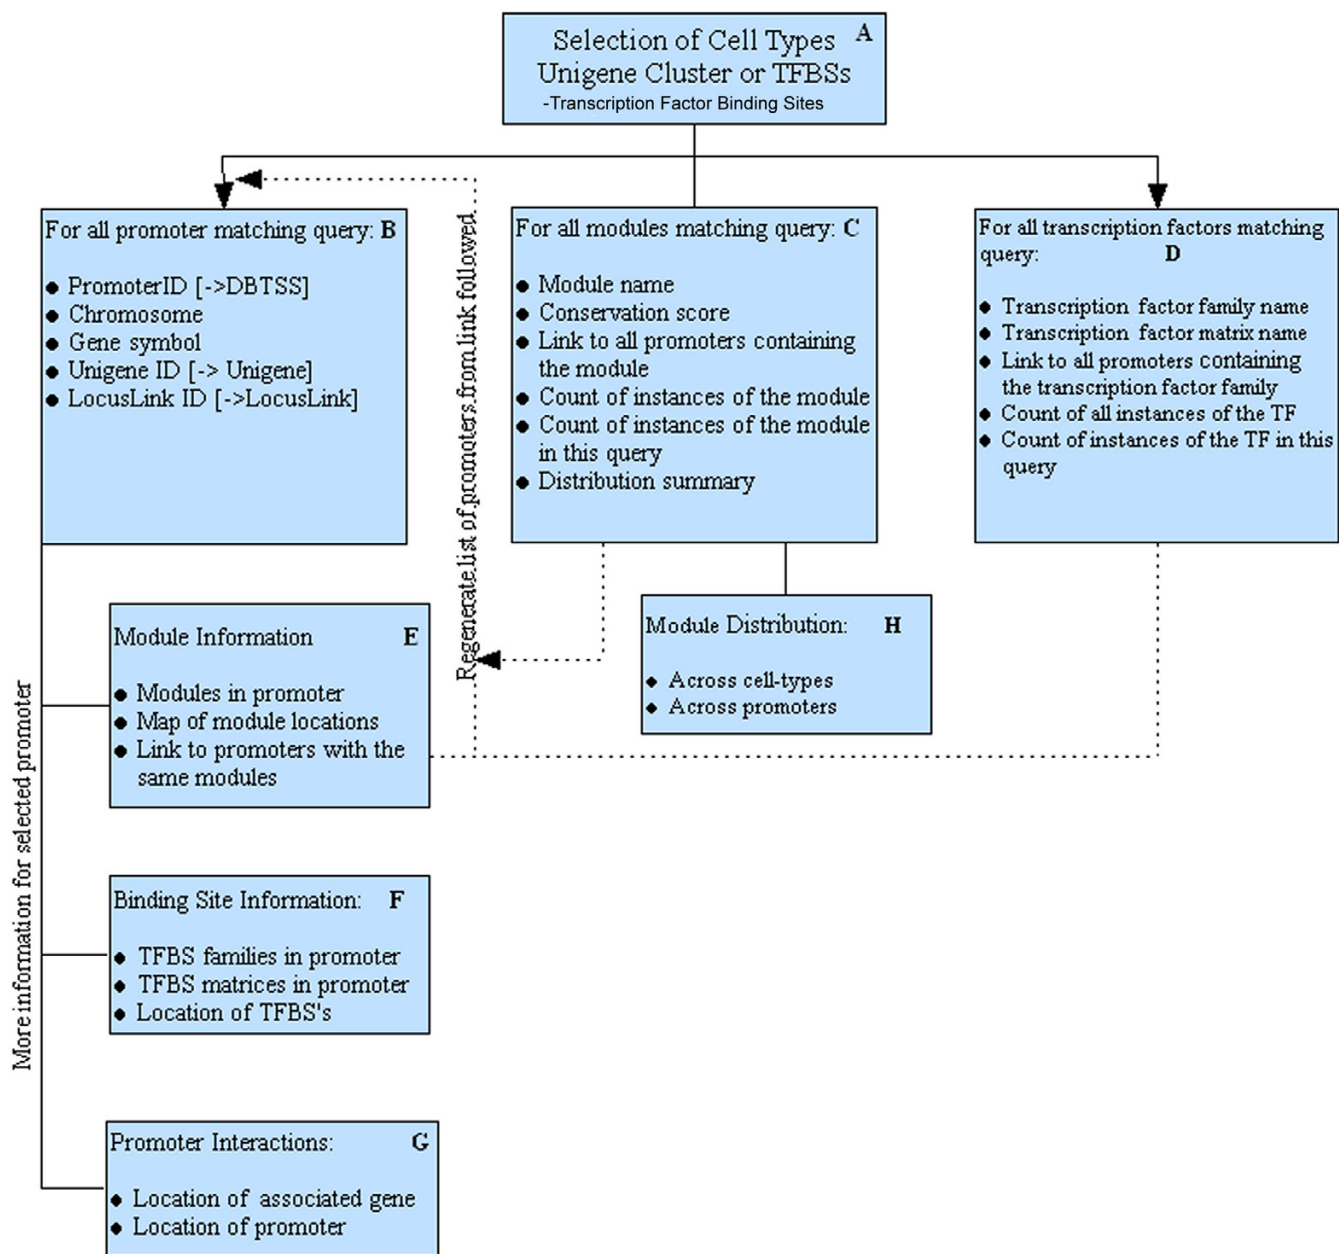 Selection of Cell Types A
Unigene Cluster or TFBSs
-Transcription Factor Binding Sites
For all promoter matching query: B
● PromoterID [->DBTSS]
● Chromosome
● Gene symbol
● Unigene ID [-> Unigene]
● LocusLink ID [->LocusLink]
Regenerate list of promoters from link followed
For all modules matching query: C
● Module name
● Conservation score
● Link to all promoters containing
the module
● Count of instances of the module
● Count of instances of the module
in this query
● Distribution summary
For all transcription factors matching
query: D
● Transcription factor family name
● Transcription factor matrix name
● Link to all promoters containing
the transcription factor family
● Count of all instances of the TF
● Count of instances of the TF in this
query
More information for selected promoter
Module Information E
● Modules in promoter
● Map of module locations
● Link to promoters with the
same modules
Module Distribution: H
◆ Across cell-types
◆ Across promoters
Binding Site Information: F
◆ TFBS families in promoter
◆ TFBS matrices in promoter
◆ Location of TFBS's
Promoter Interactions: G
◆ Location of associated gene
◆ Location of promoter